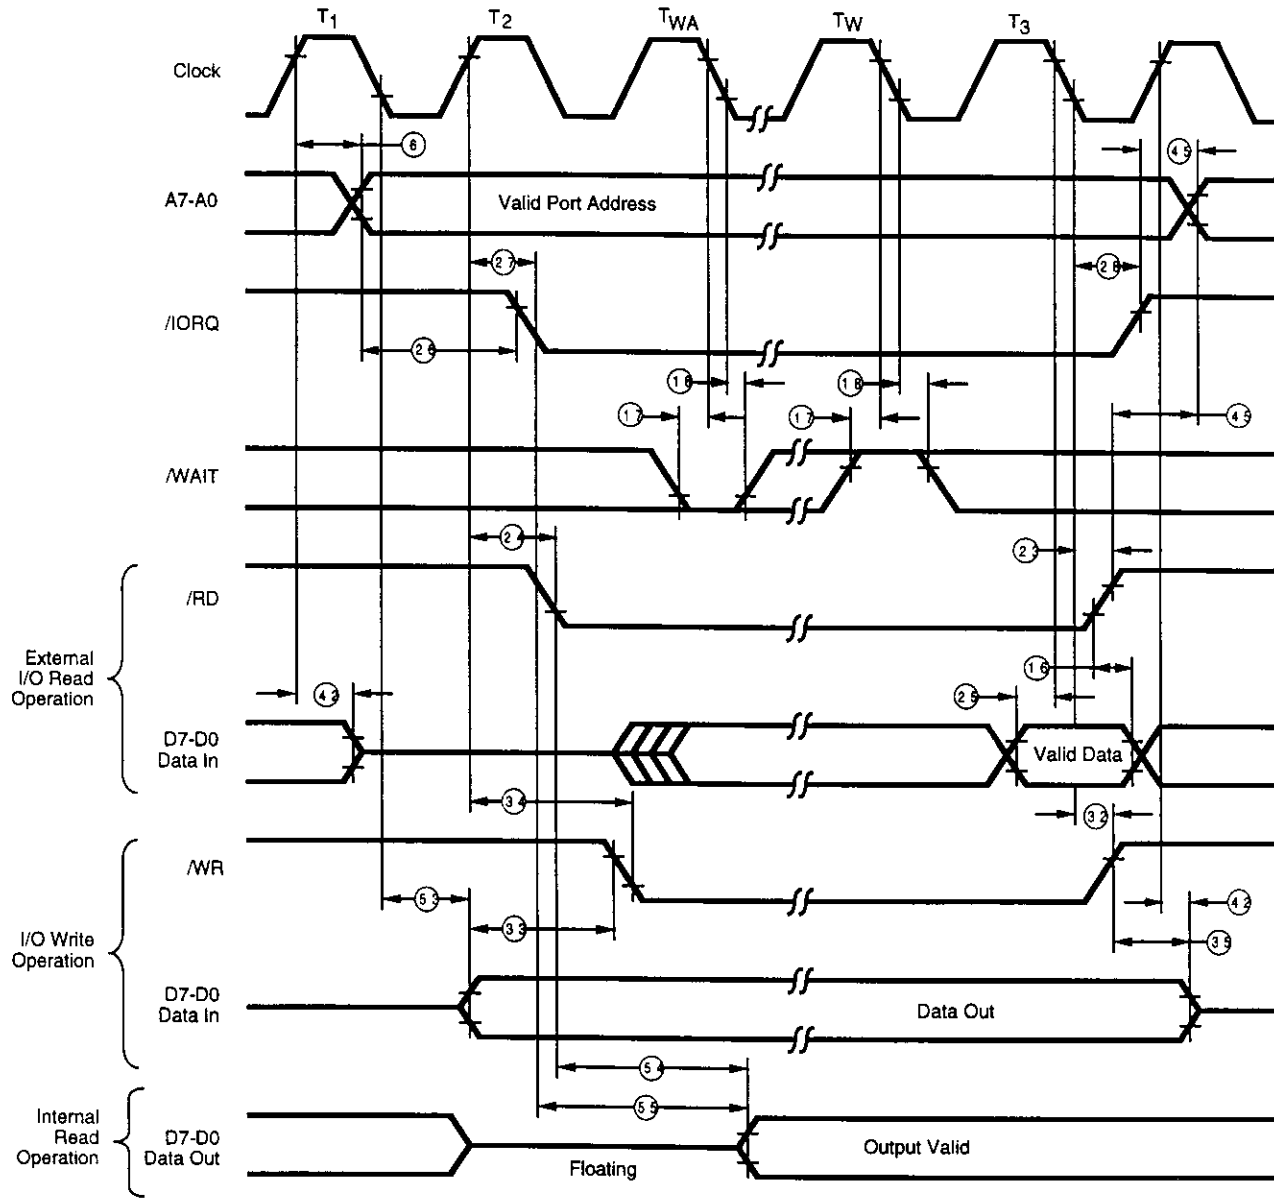 T1 T2 TWA TW T3
Clock
6
45
A7-A0
Valid Port Address
27
28
/IORQ
26
16
18
17
17
45
/WAIT
24
23
/RD
External
I/O Read
Operation
16
42
25
D7-D0
Data In
Valid Data
34
32
/WR
53
33
42
35
I/O Write
Operation
D7-D0
Data In
Data Out
54
55
Internal
Read
Operation
D7-D0
Data Out
Floating
Output Valid